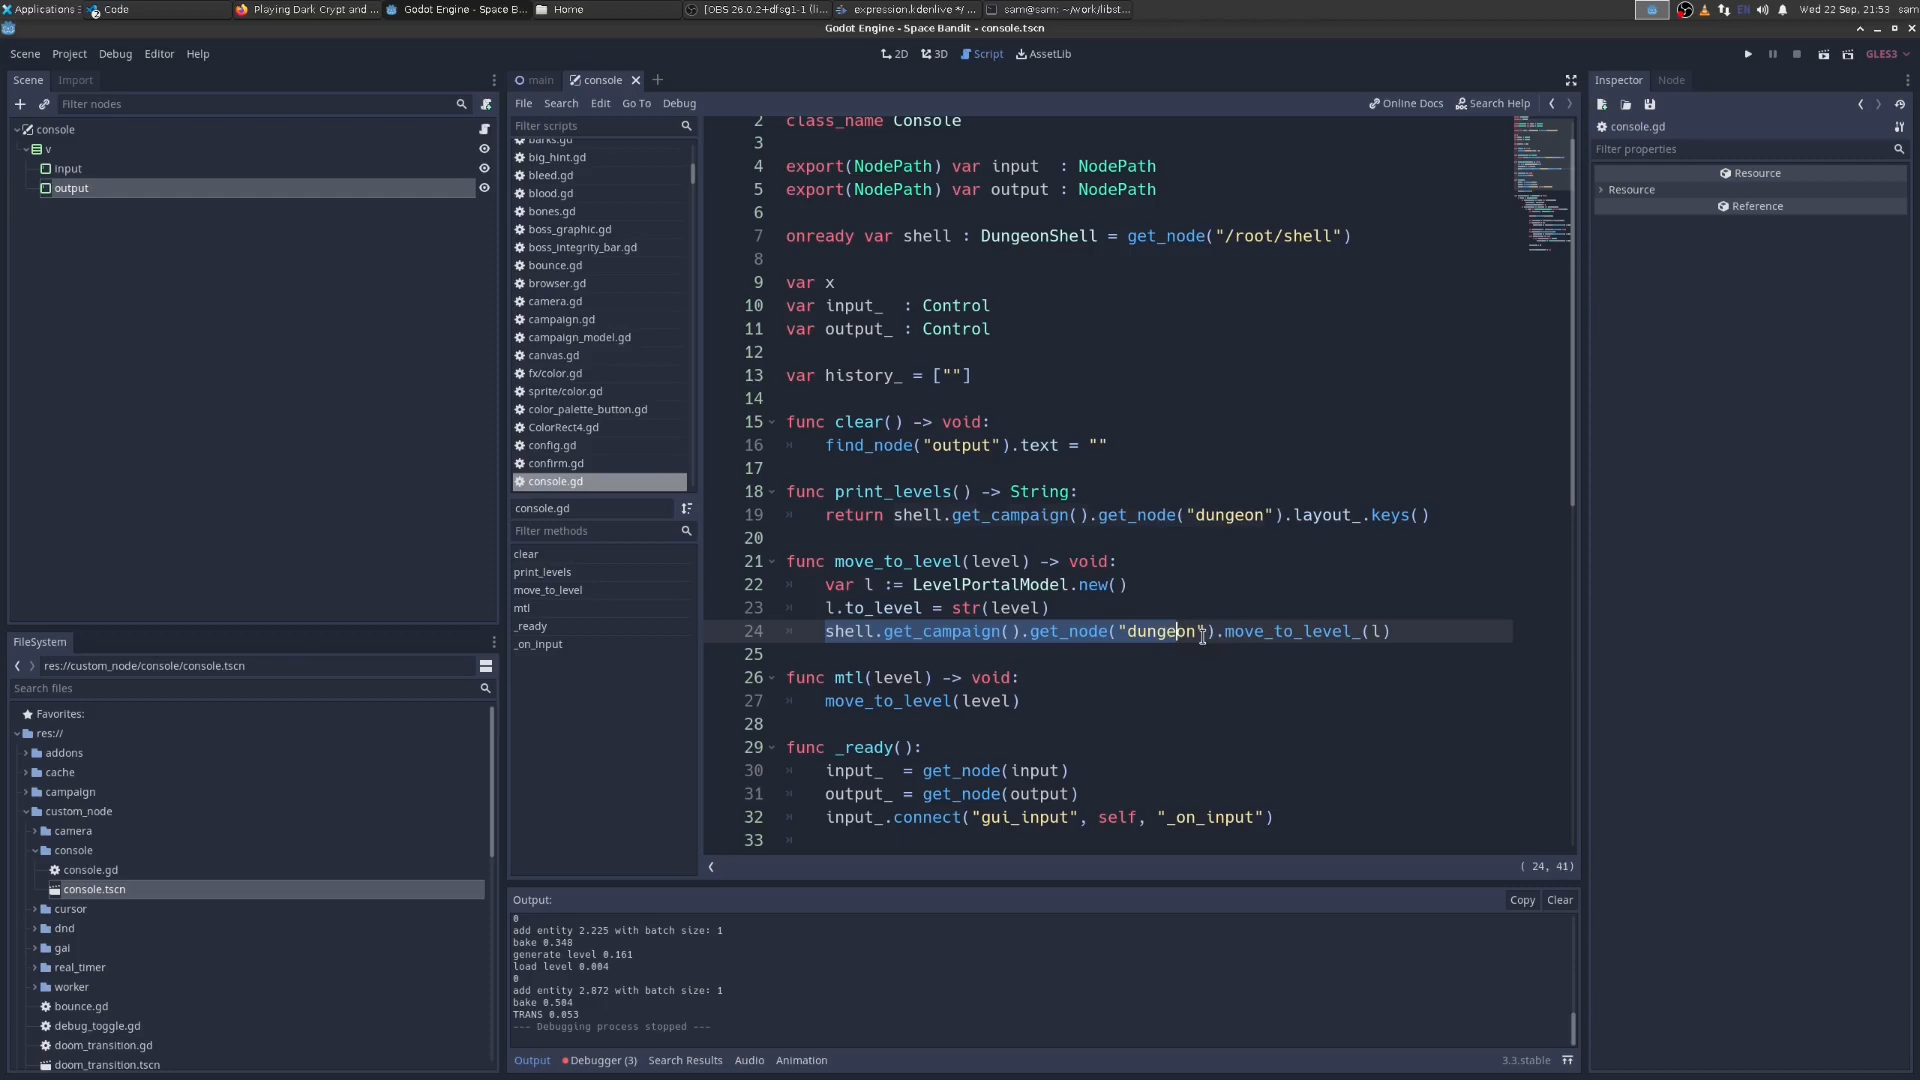 Applications
Code
Playing Dark Crypt and ...
Godot Engine - Space B...
Home
[OBS 26.0.2+dfsg1-1 (li...
expression.kdenlive */ ...
sam@sam: ~/work/libst...
EN
Wed 22 Sep, 21:53 sam
Godot Engine - Space Bandit - console.tscn
Scene Project Debug Editor Help
2D 3D Script AssetLib
GLES3
Scene Import
Filter nodes
console
v
input
output
FileSystem
res://custom_node/console/console.tscn
Search files
Favorites:
res://
addons
cache
campaign
custom_node
camera
console
console.gd
console.tscn
cursor
dnd
gai
real_timer
worker
bounce.gd
debug_toggle.gd
doom_transition.gd
doom_transition.tscn
main console
File Search Edit Go To Debug
Online Docs Search Help
Filter scripts
barks.gd
big_hint.gd
bleed.gd
blood.gd
bones.gd
boss_graphic.gd
boss_integrity_bar.gd
bounce.gd
browser.gd
camera.gd
campaign.gd
campaign_model.gd
canvas.gd
fx/color.gd
sprite/color.gd
color_palette_button.gd
ColorRect4.gd
config.gd
confirm.gd
console.gd
console.gd
Filter methods
clear
print_levels
move_to_level
mtl
_ready
_on_input
2 class_name Console
3
4 export(NodePath) var input  : NodePath
5 export(NodePath) var output : NodePath
6
7 onready var shell : DungeonShell = get_node("/root/shell")
8
9 var x
10 var input_  : Control
11 var output_ : Control
12
13 var history_ = [""]
14
15 func clear() -> void:
16 find_node("output").text = ""
17
18 func print_levels() -> String:
19 return shell.get_campaign().get_node("dungeon").layout_.keys()
20
21 func move_to_level(level) -> void:
22 var l := LevelPortalModel.new()
23 l.to_level = str(level)
24 shell.get_campaign().get_node("dungeon").move_to_level_(l)
25
26 func mtl(level) -> void:
27 move_to_level(level)
28
29 func _ready():
30 input_  = get_node(input)
31 output_ = get_node(output)
32 input_.connect("gui_input", self, "_on_input")
33
( 24, 41)
Output:
Copy Clear
0
add entity 2.225 with batch size: 1
bake 0.348
generate level 0.161
load level 0.004
0
add entity 2.872 with batch size: 1
bake 0.504
TRANS 0.053
--- Debugging process stopped ---
Output Debugger (3) Search Results Audio Animation
3.3.stable
Inspector Node
console.gd
Filter properties
Resource
Resource
Reference